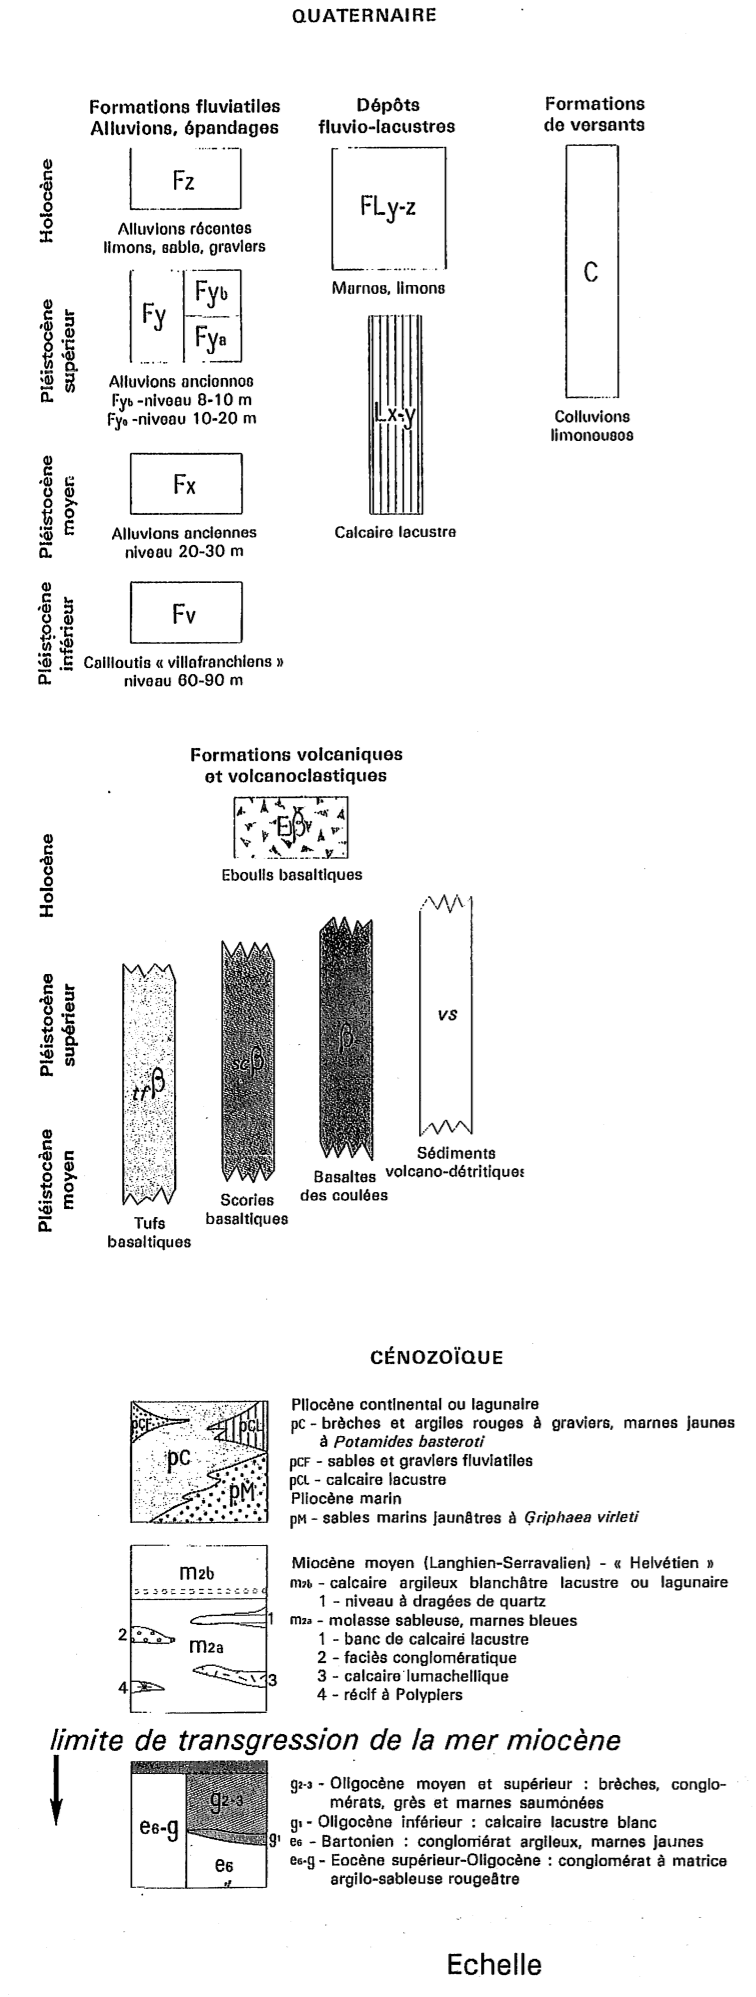 QUATERNAIRE
Formations fluviatiles
Alluvions, épandages
Dépôts
fluvio-lacustres
Formations
de versants
Holocène
Fz
Alluvions récentes
limons, sable, graviers
FLy-z
Marnes, limons
C
Colluvions
limoneuses
Pléistocène
supérieur
Fy
Fyb
Fya
Alluvions anciennes
Fyb -niveau 8-10 m
Fya -niveau 10-20 m
Lx-y
Calcaire lacustre
Pléistocène
moyen
Fx
Alluvions anciennes
niveau 20-30 m
Pléistocène
inférieur
Fv
Cailloutis « villafranchiens »
niveau 60-90 m
Formations volcaniques
et volcanoclastiques
Holocène
Eβ
Eboulis basaltiques
Pléistocène
supérieur
Pléistocène
moyen
tfβ
scβ
β
vs
Tufs
basaltiques
Scories
basaltiques
Basaltes
des coulées
Sédiments
volcano-détritiques
CÉNOZOÏQUE
pCF
pCL
pC
pM
Pliocène continental ou lagunaire
pC - brèches et argiles rouges à graviers, marnes jaunes
à Potamides basteroti
pCF - sables et graviers fluviatiles
pCL - calcaire lacustre
Pliocène marin
pM - sables marins jaunâtres à Griphaea virleti
m2b
m2a
1
2
3
4
Miocène moyen (Langhien-Serravalien) - « Helvétien »
m2b - calcaire argileux blanchâtre lacustre ou lagunaire
1 - niveau à dragées de quartz
m2a - molasse sableuse, marnes bleues
1 - banc de calcaire lacustre
2 - faciès conglomératique
3 - calcaire lumachellique
4 - récif à Polypiers
limite de transgression de la mer miocène
e6-g
g2-3
g1
e6
g2-3 - Oligocène moyen et supérieur : brèches, conglo-
mérats, grès et marnes saumonées
g1 - Oligocène inférieur : calcaire lacustre blanc
e6 - Bartonien : conglomérat argileux, marnes jaunes
e6-g - Eocène supérieur-Oligocène : conglomérat à matrice
argilo-sableuse rougeâtre
Echelle